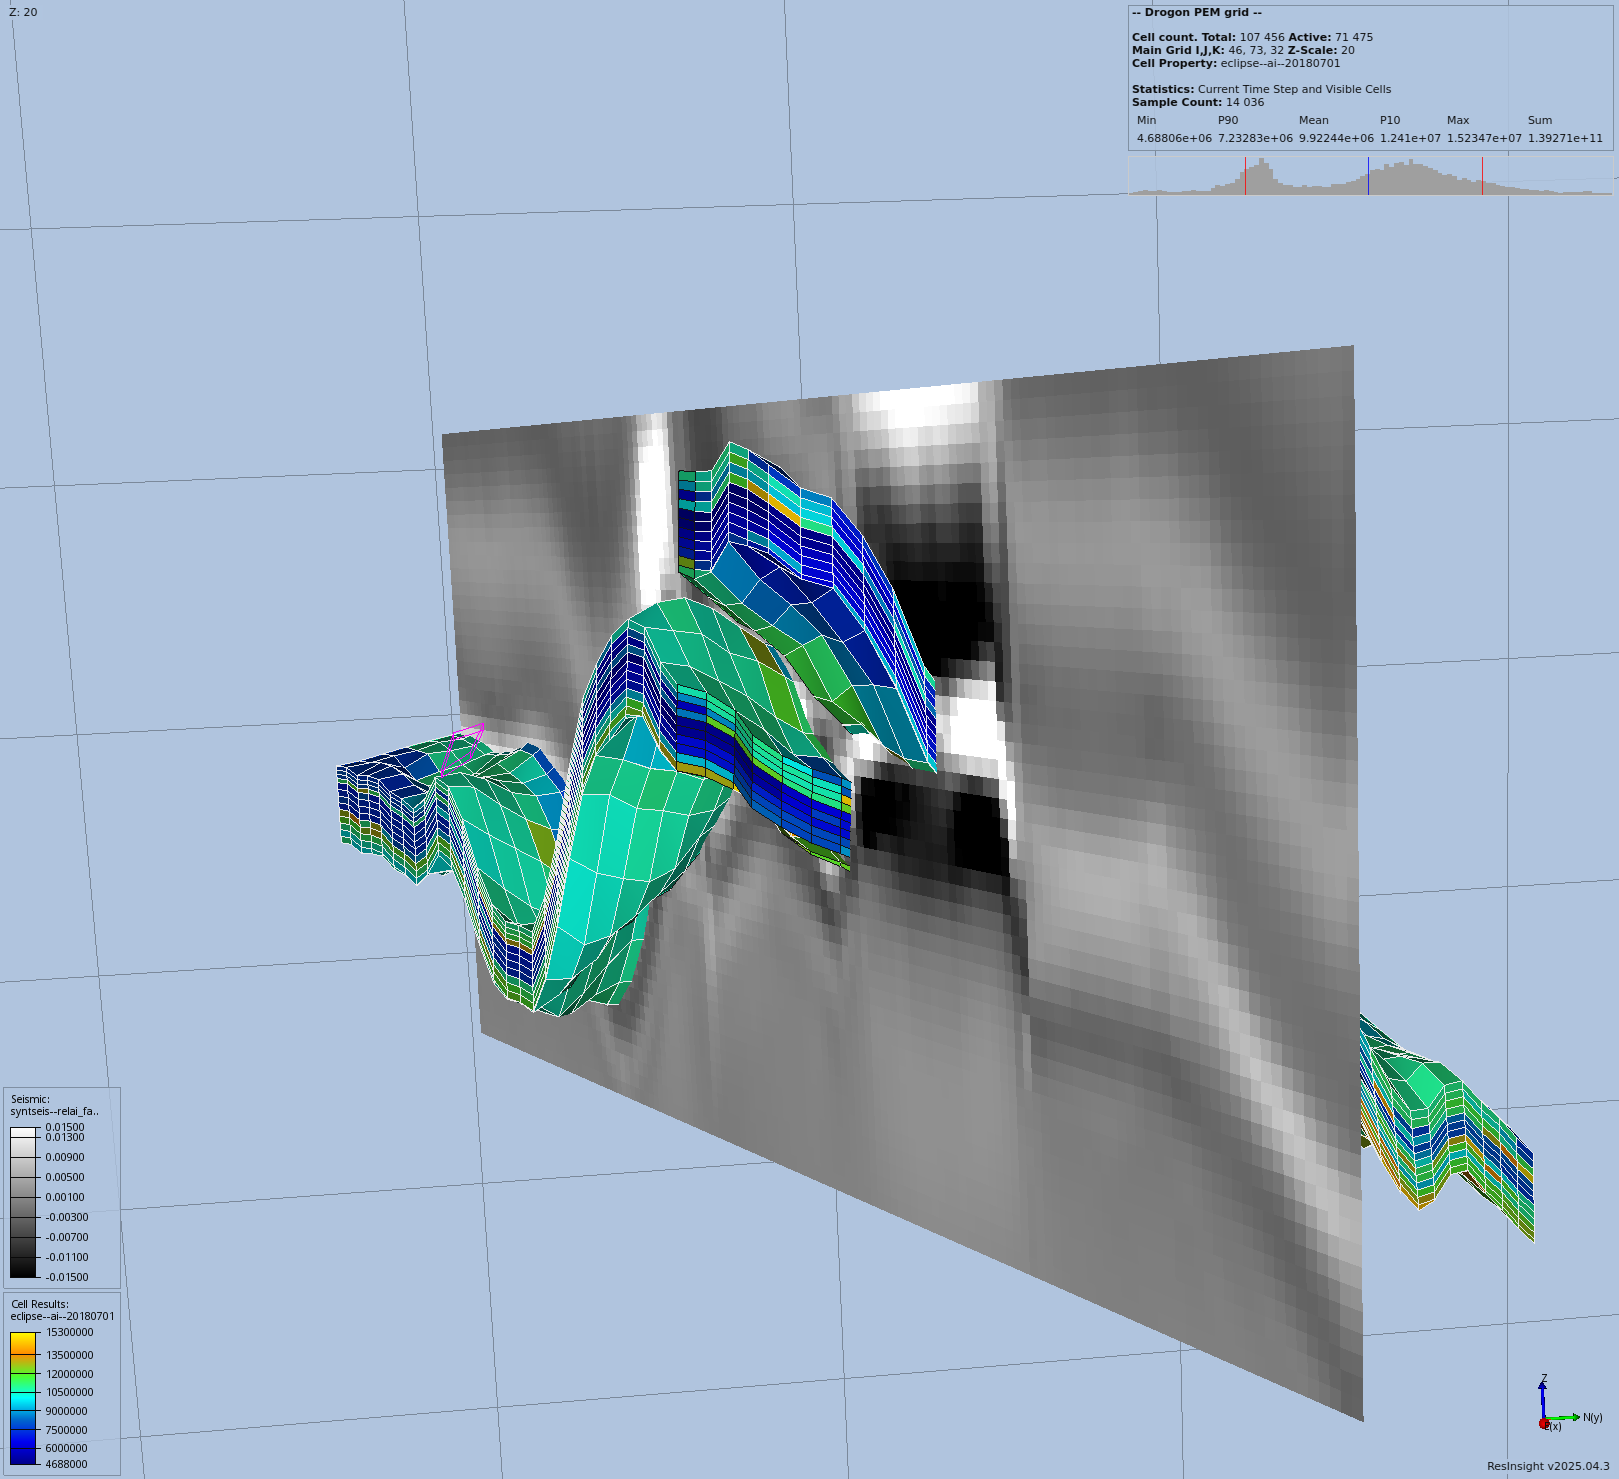 Z: 20
-- Drogon PEM grid --
Cell count. Total: 107 456 Active: 71 475
Main Grid I,J,K: 46, 73, 32 Z-Scale: 20
Cell Property: eclipse--ai--20180701
Statistics: Current Time Step and Visible Cells
Sample Count: 14 036
Min P90 Mean P10 Max Sum
4.68806e+06 7.23283e+06 9.92244e+06 1.241e+07 1.52347e+07 1.39271e+11
Seismic:
syntseis--relai_fa..
0.01500
0.01300
0.00900
0.00500
0.00100
-0.00300
-0.00700
-0.01100
-0.01500
Cell Results:
eclipse--ai--20180701
15300000
13500000
12000000
10500000
9000000
7500000
6000000
4688000
Z
N(y)
E(x)
ResInsight v2025.04.3